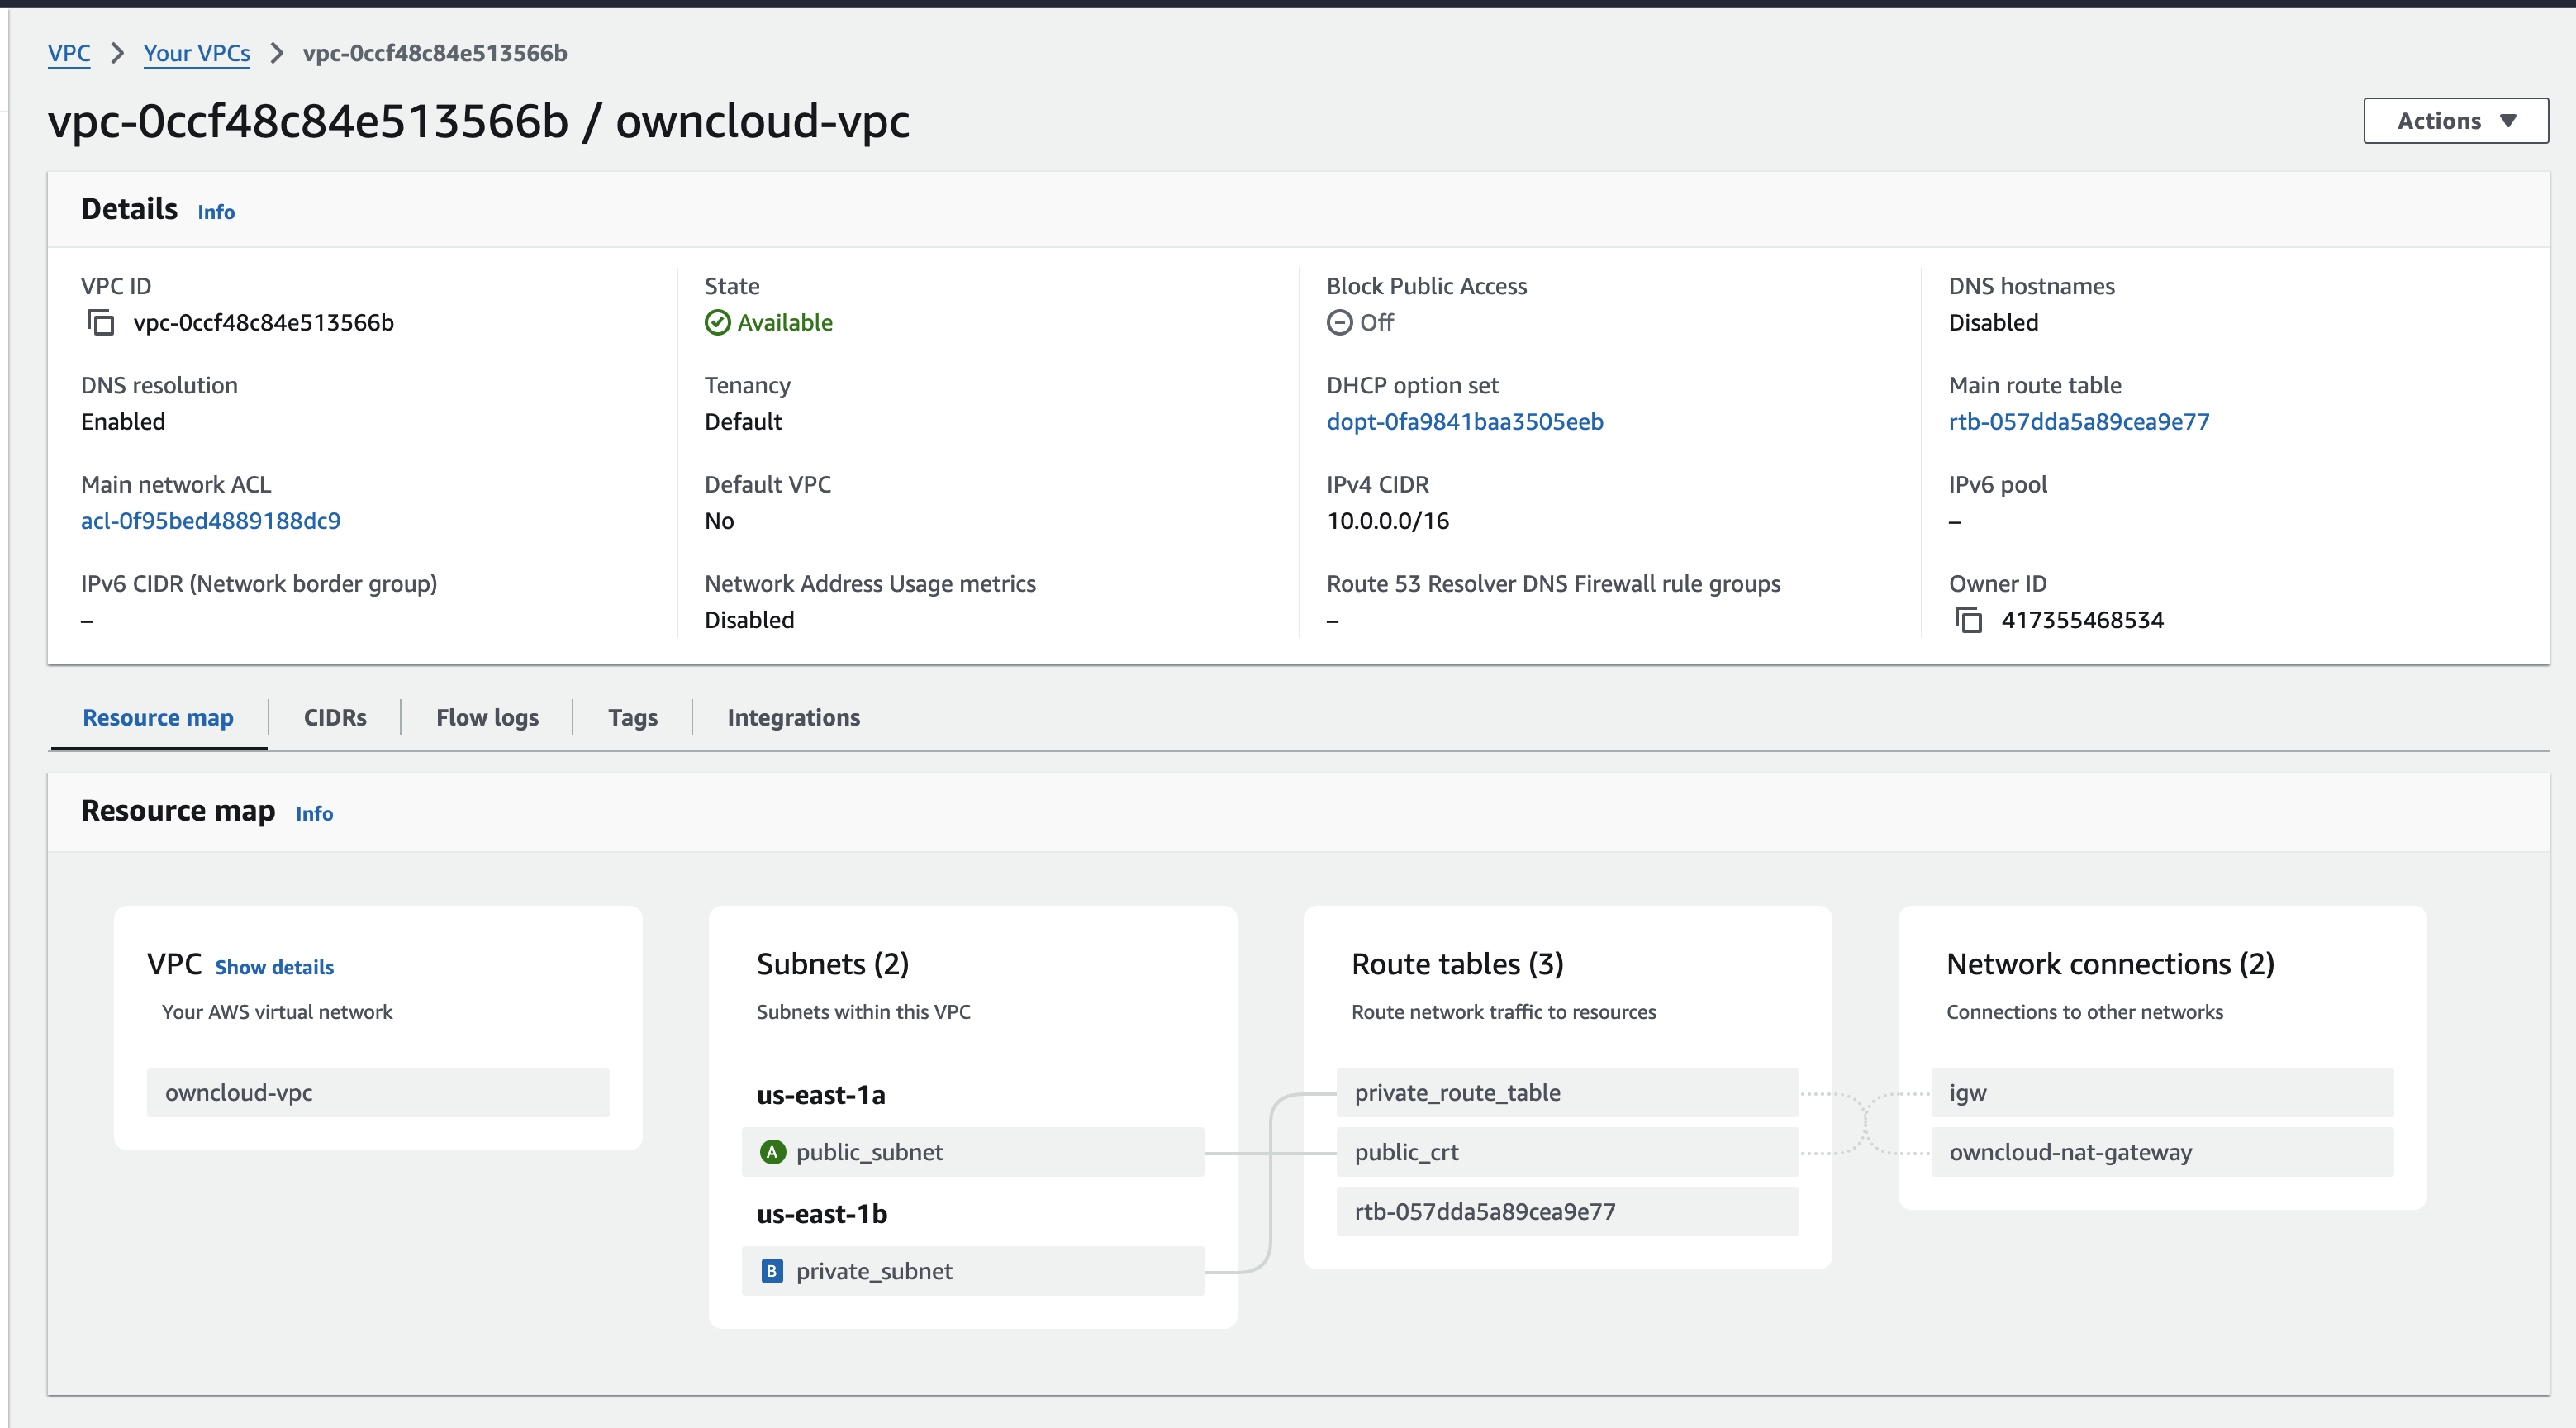 VPC > Your VPCs > vpc-0ccf48c84e513566b
vpc-0ccf48c84e513566b / owncloud-vpc
Actions
Details Info
VPC ID
vpc-0ccf48c84e513566b
State
Available
Block Public Access
Off
DNS hostnames
Disabled
DNS resolution
Enabled
Tenancy
Default
DHCP option set
dopt-0fa9841baa3505eeb
Main route table
rtb-057dda5a89cea9e77
Main network ACL
acl-0f95bed4889188dc9
Default VPC
No
IPv4 CIDR
10.0.0.0/16
IPv6 pool
–
IPv6 CIDR (Network border group)
–
Network Address Usage metrics
Disabled
Route 53 Resolver DNS Firewall rule groups
–
Owner ID
417355468534
Resource map
CIDRs
Flow logs
Tags
Integrations
Resource map Info
VPC Show details
Your AWS virtual network
owncloud-vpc
Subnets (2)
Subnets within this VPC
us-east-1a
A public_subnet
us-east-1b
B private_subnet
Route tables (3)
Route network traffic to resources
private_route_table
public_crt
rtb-057dda5a89cea9e77
Network connections (2)
Connections to other networks
igw
owncloud-nat-gateway